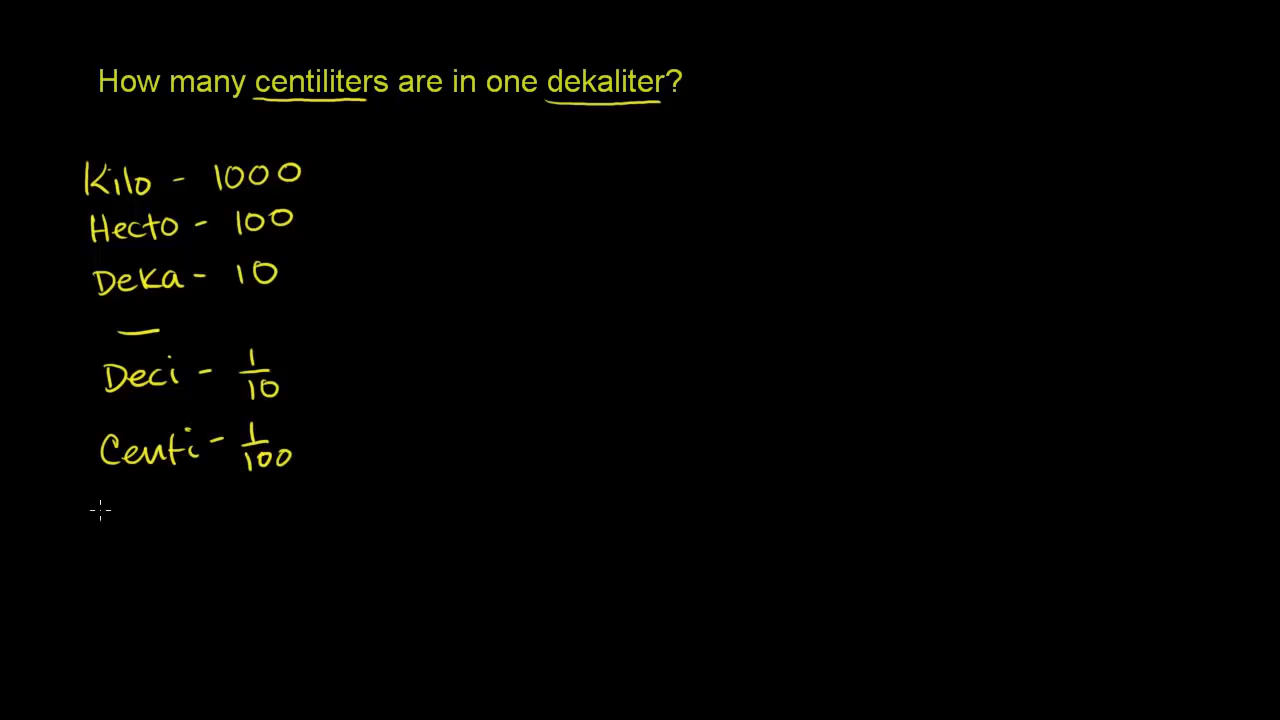 How many centiliters are in one dekaliter?
Kilo - 1000
Hecto - 100
Deka - 10
—
Deci - 1/10
Centi - 1/100